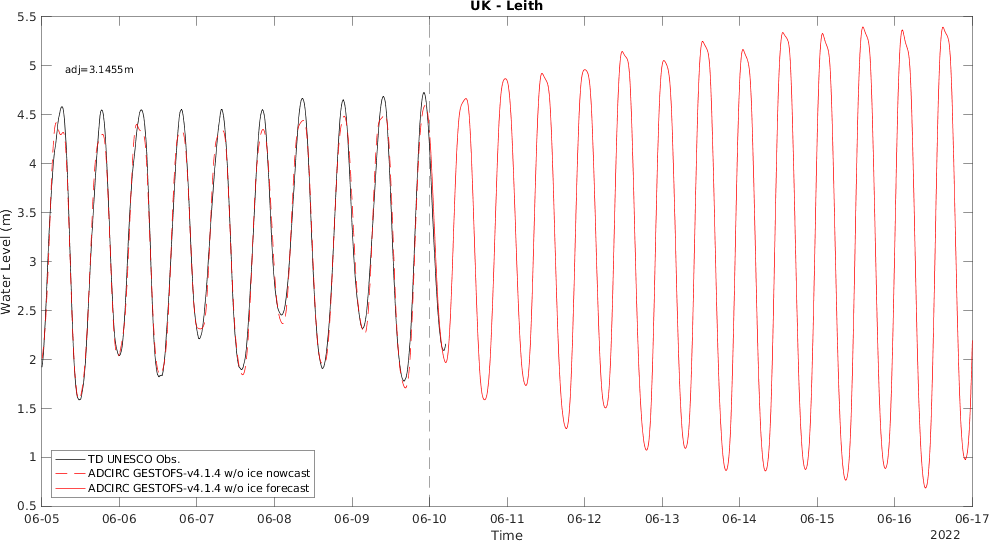 UK - Leith
adj=3.1455m
Water Level (m)
5.5
5
4.5
4
3.5
3
2.5
2
1.5
1
0.5
TD UNESCO Obs.
ADCIRC GESTOFS-v4.1.4 w/o ice nowcast
ADCIRC GESTOFS-v4.1.4 w/o ice forecast
06-05 06-06 06-07 06-08 06-09 06-10 06-11 06-12 06-13 06-14 06-15 06-16 06-17
Time
2022